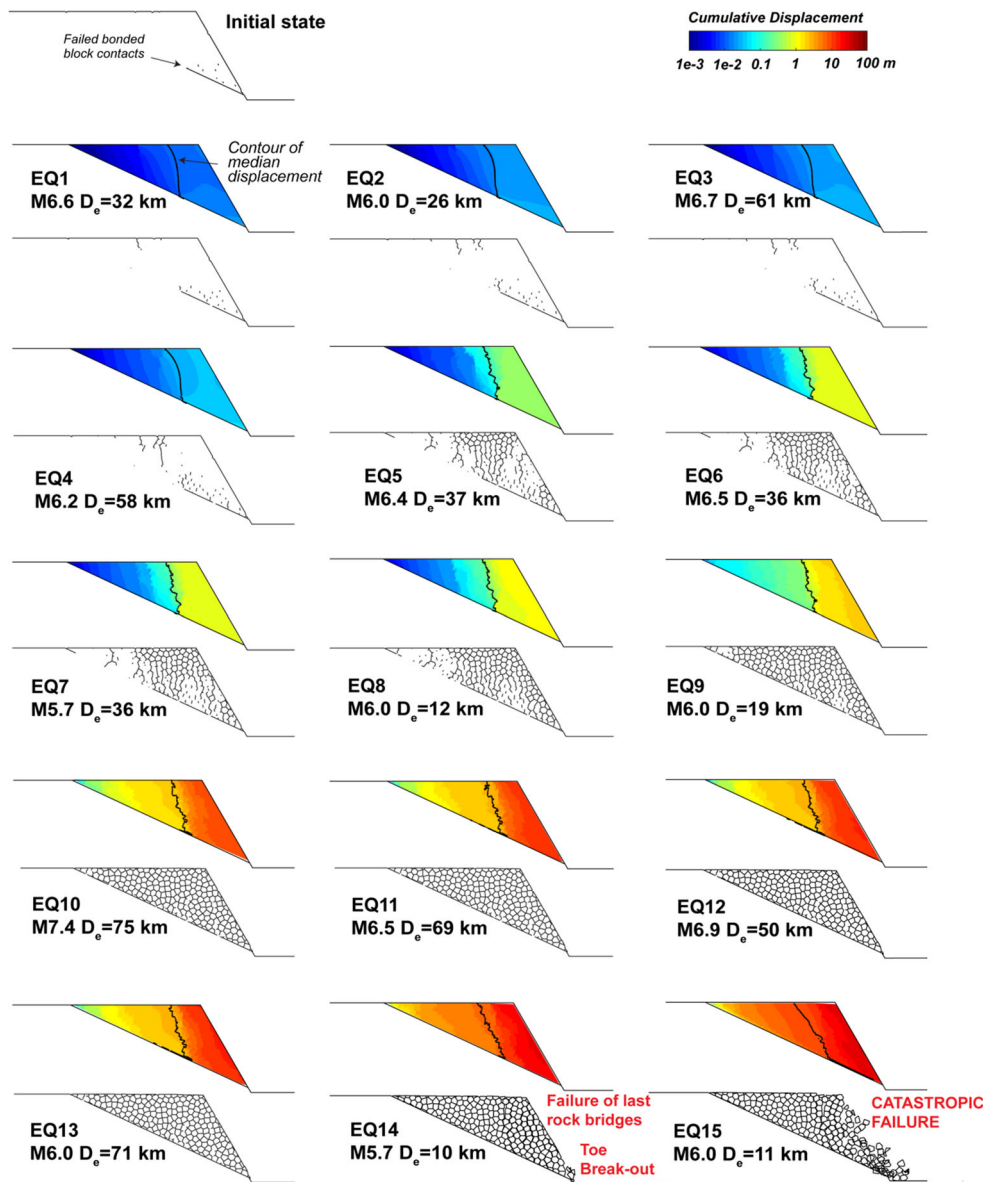 Initial state
Failed bonded
block contacts
Cumulative Displacement
1e-3 1e-2 0.1 1 10 100 m
Contour of
median
displacement
EQ1
M6.6 De=32 km
EQ2
M6.0 De=26 km
EQ3
M6.7 De=61 km
EQ4
M6.2 De=58 km
EQ5
M6.4 De=37 km
EQ6
M6.5 De=36 km
EQ7
M5.7 De=36 km
EQ8
M6.0 De=12 km
EQ9
M6.0 De=19 km
EQ10
M7.4 De=75 km
EQ11
M6.5 De=69 km
EQ12
M6.9 De=50 km
EQ13
M6.0 De=71 km
Failure of last
rock bridges
EQ14
M5.7 De=10 km
Toe
Break-out
CATASTROPIC
FAILURE
EQ15
M6.0 De=11 km